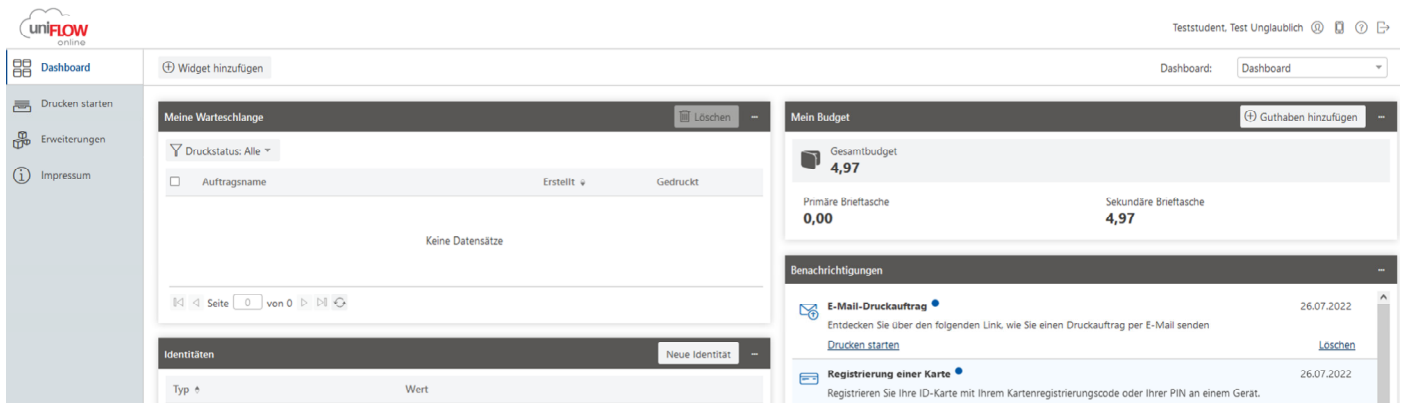 uniFLOW
online
Teststudent, Test Unglaublich
Dashboard
Drucken starten
Erweiterungen
Impressum
Widget hinzufügen
Dashboard: Dashboard
Meine Warteschlange Löschen
Druckstatus: Alle
Auftragsname Erstellt Gedruckt
Keine Datensätze
Seite 0 von 0
Identitäten Neue Identität
Typ Wert
Mein Budget Guthaben hinzufügen
Gesamtbudget
4,97
Primäre Brieftasche Sekundäre Brieftasche
0,00 4,97
Benachrichtigungen
E-Mail-Druckauftrag 26.07.2022
Entdecken Sie über den folgenden Link, wie Sie einen Druckauftrag per E-Mail senden
Drucken starten Löschen
Registrierung einer Karte 26.07.2022
Registrieren Sie Ihre ID-Karte mit Ihrem Kartenregistrierungscode oder Ihrer PIN an einem Gerät.